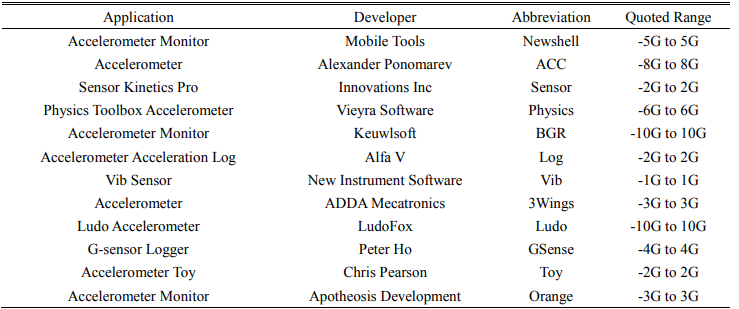 Application Developer Abbreviation Quoted Range
Accelerometer Monitor Mobile Tools Newshell -5G to 5G
Accelerometer Alexander Ponomarev ACC -8G to 8G
Sensor Kinetics Pro Innovations Inc Sensor -2G to 2G
Physics Toolbox Accelerometer Vieyra Software Physics -6G to 6G
Accelerometer Monitor Keuwlsoft BGR -10G to 10G
Accelerometer Acceleration Log Alfa V Log -2G to 2G
Vib Sensor New Instrument Software Vib -1G to 1G
Accelerometer ADDA Mecatronics 3Wings -3G to 3G
Ludo Accelerometer LudoFox Ludo -10G to 10G
G-sensor Logger Peter Ho GSense -4G to 4G
Accelerometer Toy Chris Pearson Toy -2G to 2G
Accelerometer Monitor Apotheosis Development Orange -3G to 3G